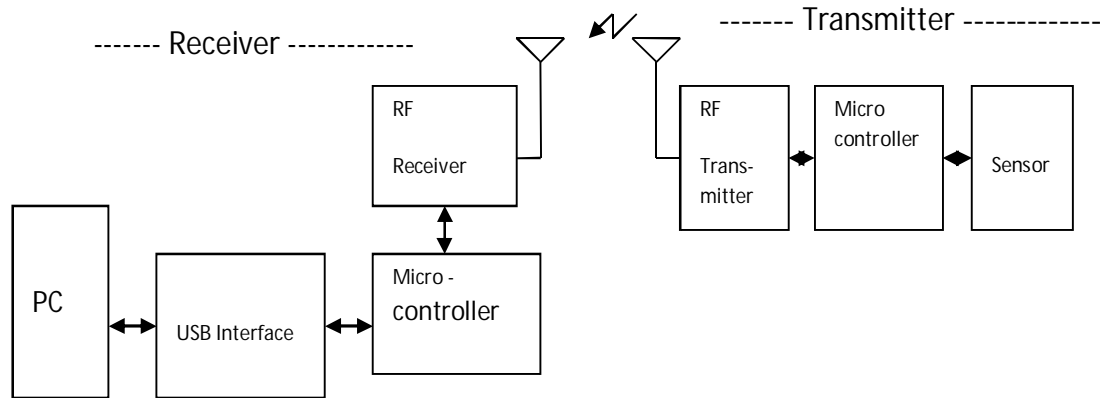 ------- Receiver -------------
------- Transmitter --------------
RF
Receiver
RF
Trans-
mitter
Micro
controller
Sensor
PC
USB Interface
Micro -
controller